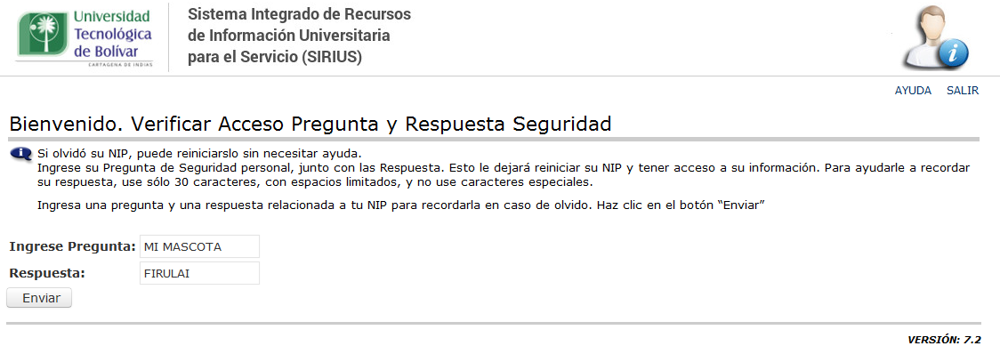 Universidad
Tecnológica
de Bolívar
CARTAGENA DE INDIAS
Sistema Integrado de Recursos
de Información Universitaria
para el Servicio (SIRIUS)
AYUDA SALIR
Bienvenido. Verificar Acceso Pregunta y Respuesta Seguridad
Si olvidó su NIP, puede reiniciarslo sin necesitar ayuda.
Ingrese su Pregunta de Seguridad personal, junto con las Respuesta. Esto le dejará reiniciar su NIP y tener acceso a su información. Para ayudarle a recordar
su respuesta, use sólo 30 caracteres, con espacios limitados, y no use caracteres especiales.
Ingresa una pregunta y una respuesta relacionada a tu NIP para recordarla en caso de olvido. Haz clic en el botón “Enviar”
Ingrese Pregunta: MI MASCOTA
Respuesta: FIRULAI
Enviar
VERSIÓN: 7.2